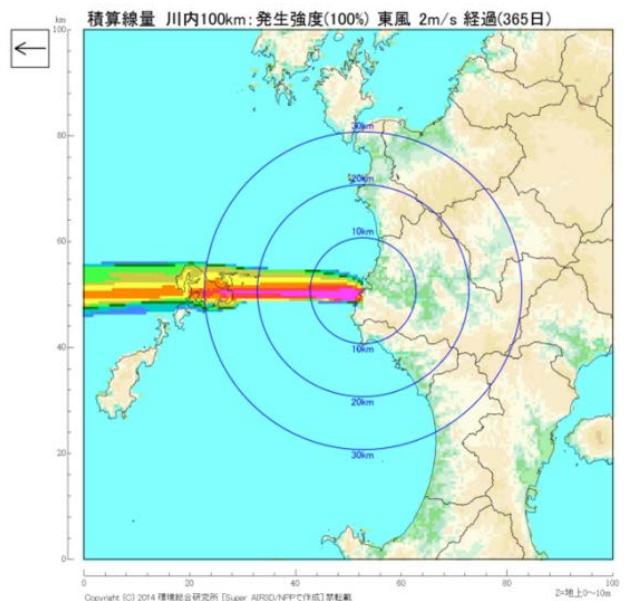 積算線量 川内100km:発生強度(100%) 東風 2m/s 経過(365日)
km
100
80
60
40
20
0
30km
20km
10km
10km
20km
30km
0 20 40 60 80 100
Copyright (C) 2014 環境総合研究所 [Super AIR3D/NPPで作成] 禁転載
Z=地上0~10m